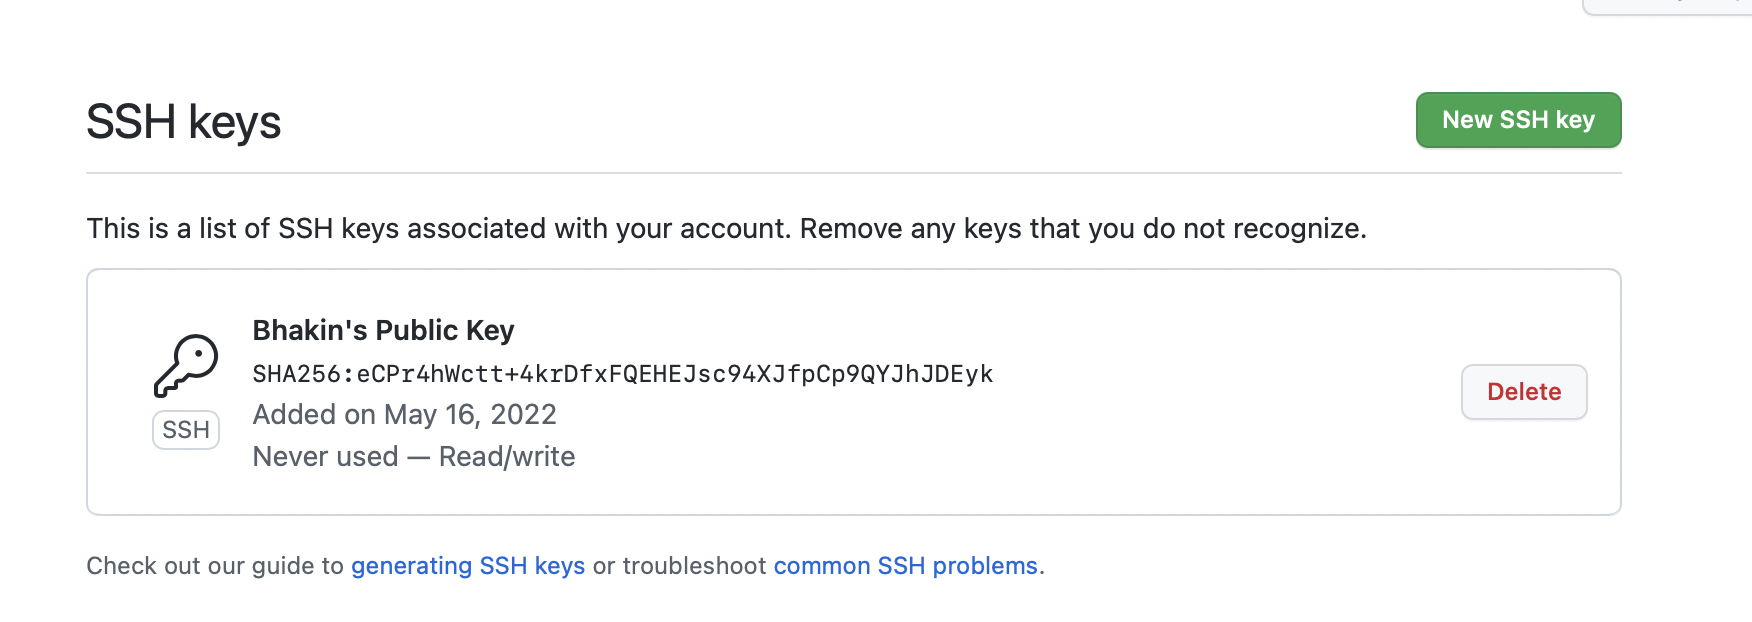 SSH keys
New SSH key
This is a list of SSH keys associated with your account. Remove any keys that you do not recognize.
Bhakin's Public Key
SHA256:eCPr4hWctt+4krDfxFQEHEJsc94XJfpCp9QYJhJDEyk
Added on May 16, 2022
Never used — Read/write
SSH
Delete
Check out our guide to generating SSH keys or troubleshoot common SSH problems.